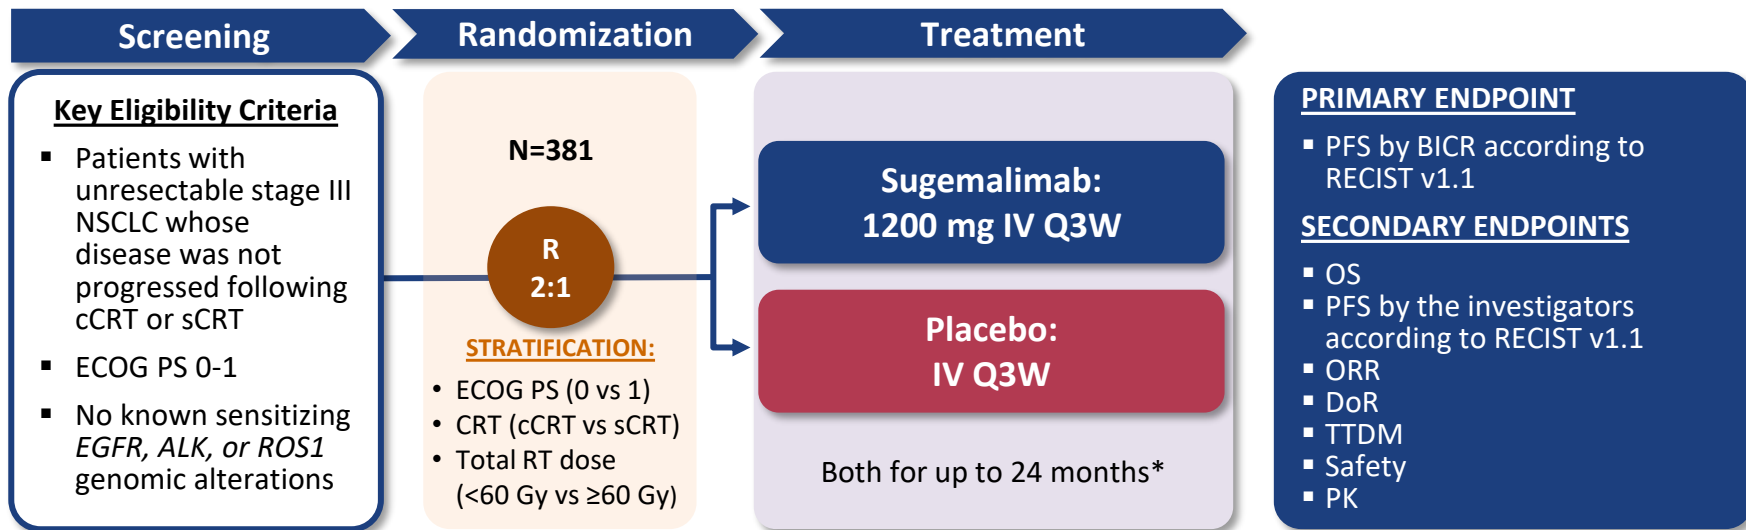 Screening
Randomization
Treatment
Key Eligibility Criteria
▪ Patients with
unresectable stage III
NSCLC whose
disease was not
progressed following
cCRT or sCRT
▪ ECOG PS 0-1
▪ No known sensitizing
EGFR, ALK, or ROS1
genomic alterations
N=381
R
2:1
STRATIFICATION:
• ECOG PS (0 vs 1)
• CRT (cCRT vs sCRT)
• Total RT dose
(<60 Gy vs ≥60 Gy)
Sugemalimab:
1200 mg IV Q3W
Placebo:
IV Q3W
Both for up to 24 months*
PRIMARY ENDPOINT
▪ PFS by BICR according to
RECIST v1.1
SECONDARY ENDPOINTS
▪ OS
▪ PFS by the investigators
according to RECIST v1.1
▪ ORR
▪ DoR
▪ TTDM
▪ Safety
▪ PK